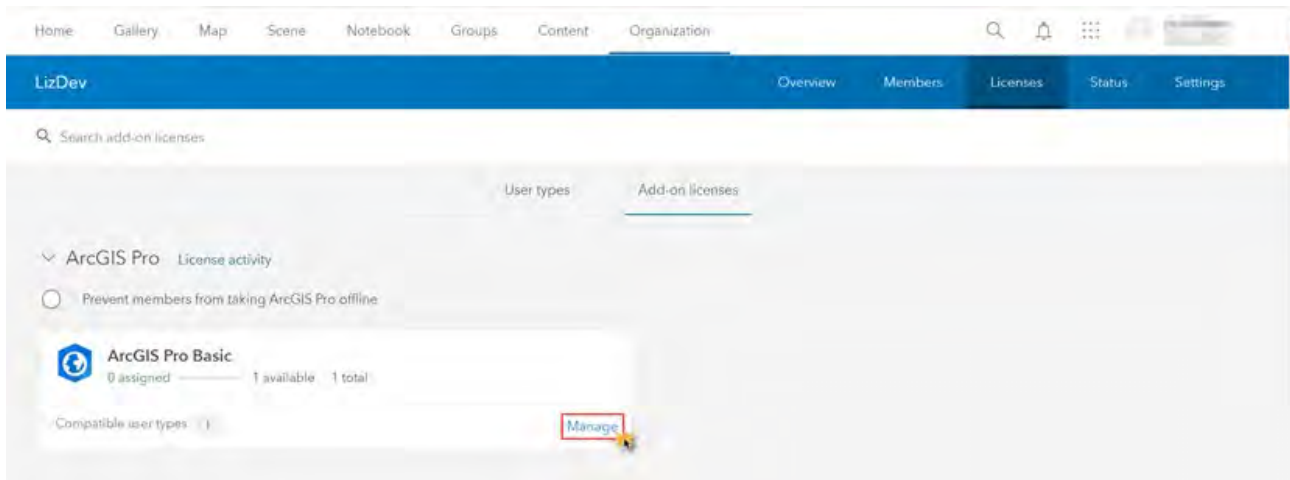 Home Gallery Map Scene Notebook Groups Content Organization
LizDev Overview Members Licenses Status Settings
Search add-on licenses
User types Add-on licenses
ArcGIS Pro License activity
Prevent members from taking ArcGIS Pro offline
ArcGIS Pro Basic
0 assigned 1 available 1 total
Compatible user types Manage